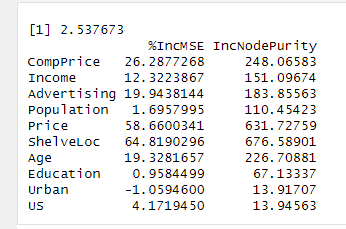 [1] 2.537673
%IncMSE IncNodePurity
CompPrice 26.2877268 248.06583
Income 12.3223867 151.09674
Advertising 19.9438144 183.85563
Population 1.6957995 110.45423
Price 58.6600341 631.72759
ShelveLoc 64.8190296 676.58901
Age 19.3281657 226.70881
Education 0.9584499 67.13337
Urban -1.0594600 13.91707
US 4.1719450 13.94563